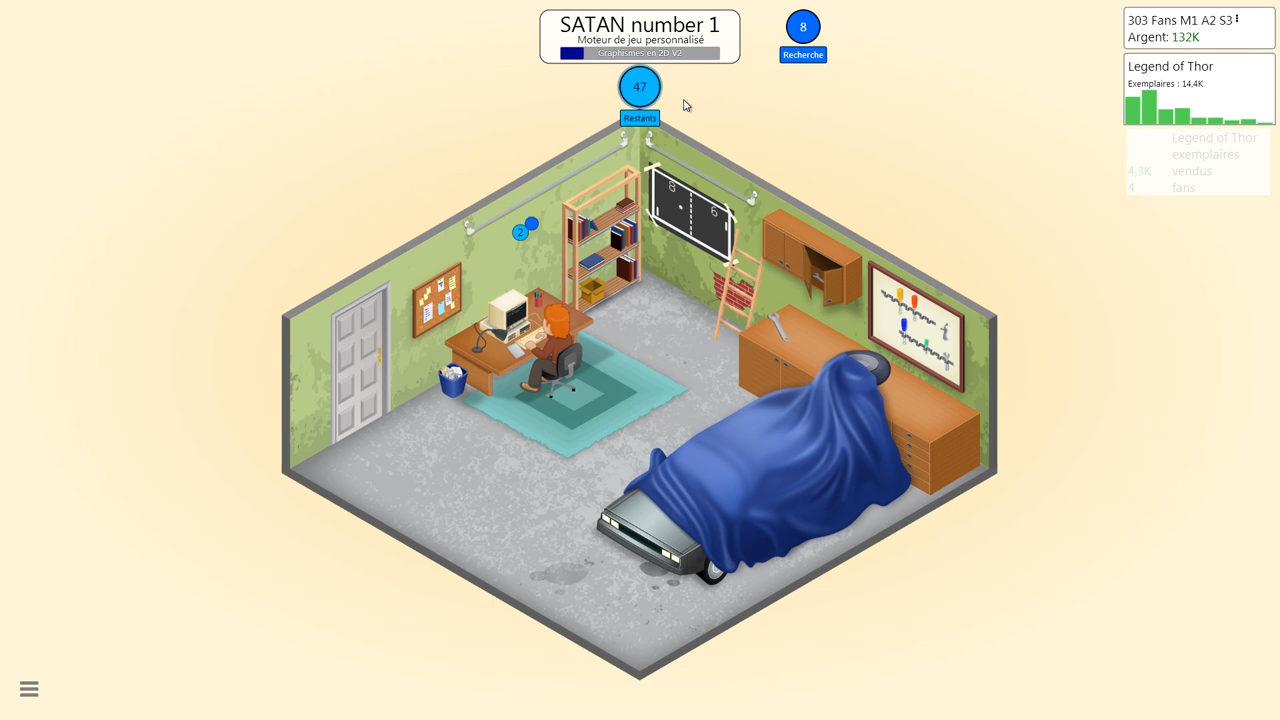 SATAN number 1
Moteur de jeu personnalisé
Graphismes en 2D V2
8
Recherche
47
Restants
303 Fans M1 A2 S3
Argent: 132K
Legend of Thor
Exemplaires : 14,4K
Legend of Thor
exemplaires
4,3K vendus
4 fans
2
2
6